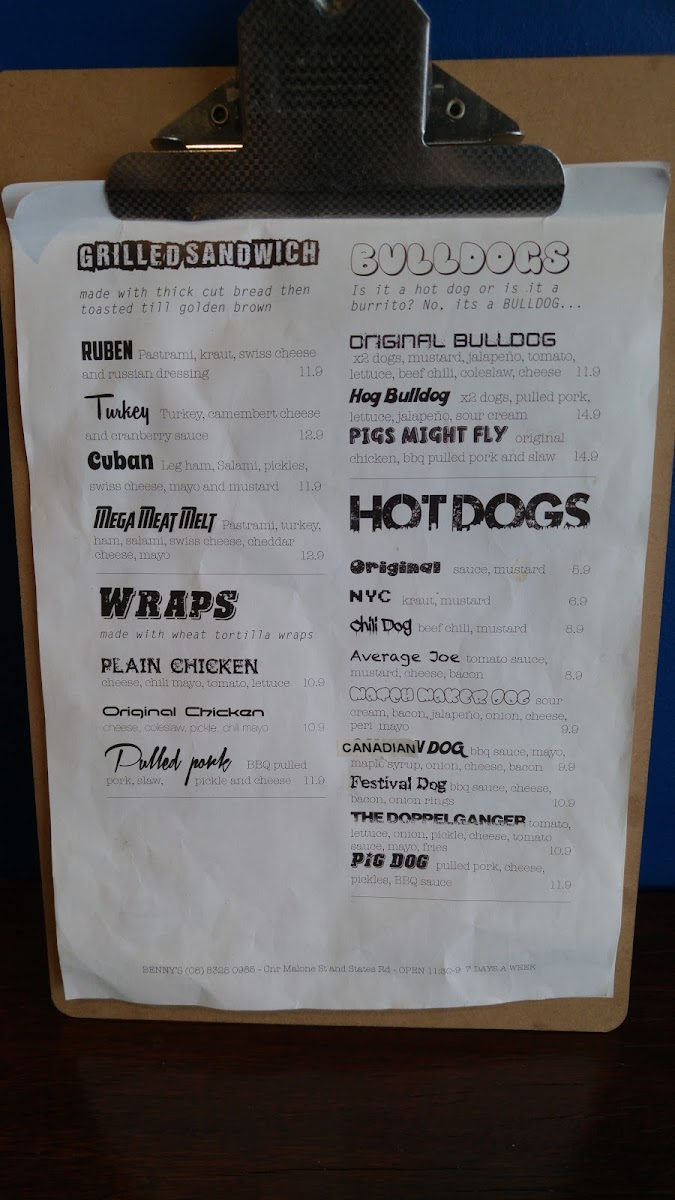 GRILLED SANDWICH
made with thick cut bread then
toasted till golden brown
RUBEN Pastrami, kraut, swiss cheese
and russian dressing 11.9
Turkey Turkey, camembert cheese
and cranberry sauce 12.9
Cuban Leg ham, Salami, pickles,
swiss cheese, mayo and mustard 11.9
MEGA MEAT MELT Pastrami, turkey,
ham, salami, swiss cheese, cheddar
cheese, mayo 12.9
WRAPS
made with wheat tortilla wraps
PLAIN CHICKEN
cheese, chili mayo, tomato, lettuce 10.9
Original Chicken
cheese, coleslaw, pickle, chili mayo 10.9
Pulled pork BBQ pulled
pork, slaw, pickle and cheese 11.9
BULLDOGS
Is it a hot dog or is it a
burrito? No, its a BULLDOG...
ORIGINAL BULLDOG
x2 dogs, mustard, jalapeño, tomato,
lettuce, beef chili, coleslaw, cheese 11.9
Hog Bulldog x2 dogs, pulled pork,
lettuce, jalapeño, sour cream 14.9
PIGS MIGHT FLY original
chicken, bbq pulled pork and slaw 14.9
HOT DOGS
Original sauce, mustard 5.9
NYC kraut, mustard 6.9
Chili Dog beef chili, mustard 8.9
Average Joe tomato sauce,
mustard, cheese, bacon 8.9
MATCH MAKER DOG sour
cream, bacon, jalapeño, onion, cheese,
peri mayo 9.9
CANADIAN DOG bbq sauce, mayo,
maple syrup, onion, cheese, bacon 9.9
Festival Dog bbq sauce, cheese,
bacon, onion rings 10.9
THE DOPPELGANGER tomato,
lettuce, onion, pickle, cheese, tomato
sauce, mayo, fries 10.9
PIG DOG pulled pork, cheese,
pickles, BBQ sauce 11.9
BENNY'S (08) 8326 0986 - Cnr Malone St and States Rd - OPEN 11:30-9 7 DAYS A WEEK